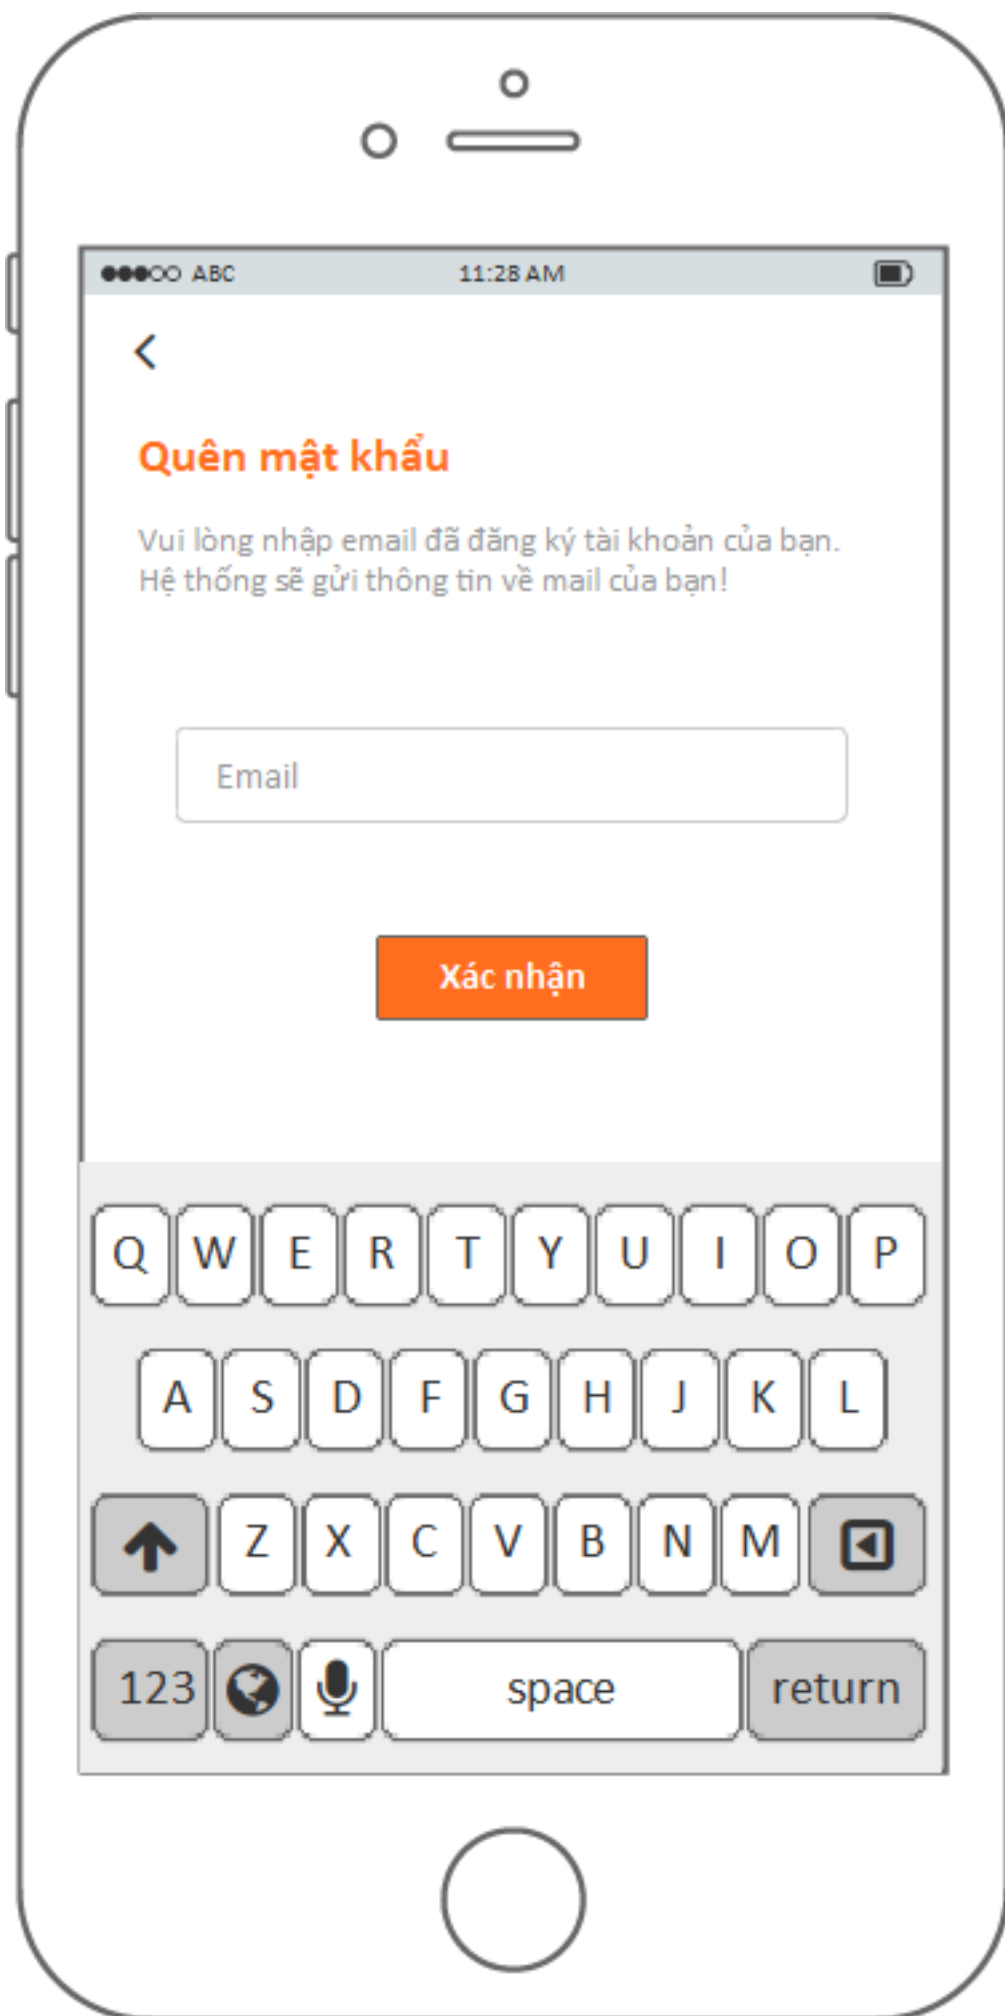 ABC 11:28 AM
Quên mật khẩu
Vui lòng nhập email đã đăng ký tài khoản của bạn.
Hệ thống sẽ gửi thông tin về mail của bạn!
Email
Xác nhận
Q W E R T Y U I O P
A S D F G H J K L
Z X C V B N M
123 space return